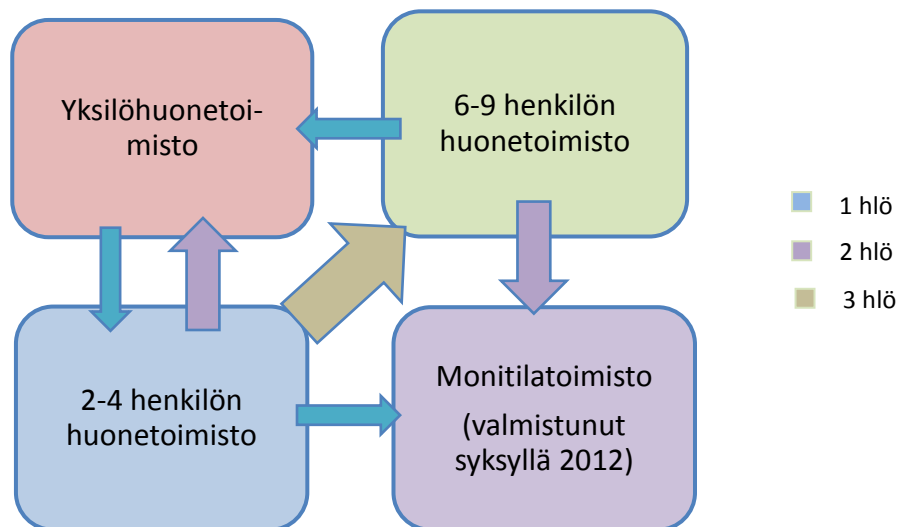 Yksilöhuonetoi-
misto
6-9 henkilön
huonetoimisto
1 hlö
2 hlö
3 hlö
2-4 henkilön
huonetoimisto
Monitilatoimisto
(valmistunut
syksyllä 2012)